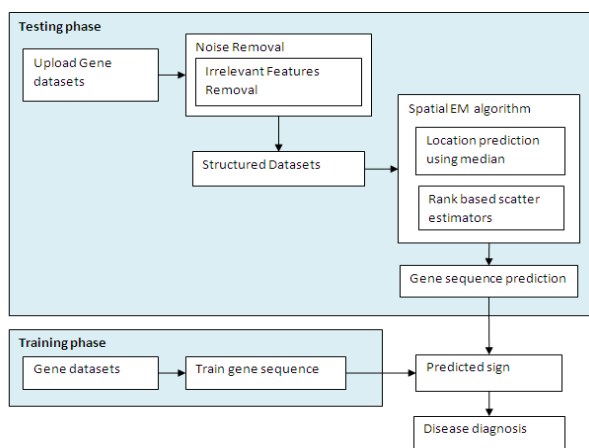 Testing phase
Upload Gene
datasets
Noise Removal
Irrelevant Features
Removal
Structured Datasets
Spatial EM algorithm
Location prediction
using median
Rank based scatter
estimators
Gene sequence prediction
Training phase
Gene datasets
Train gene sequence
Predicted sign
Disease diagnosis